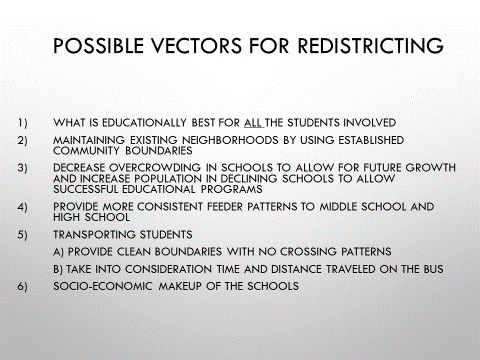 POSSIBLE VECTORS FOR REDISTRICTING
1) WHAT IS EDUCATIONALLY BEST FOR ALL THE STUDENTS INVOLVED
2) MAINTAINING EXISTING NEIGHBORHOODS BY USING ESTABLISHED
COMMUNITY BOUNDARIES
3) DECREASE OVERCROWDING IN SCHOOLS TO ALLOW FOR FUTURE GROWTH
AND INCREASE POPULATION IN DECLINING SCHOOLS TO ALLOW
SUCCESSFUL EDUCATIONAL PROGRAMS
4) PROVIDE MORE CONSISTENT FEEDER PATTERNS TO MIDDLE SCHOOL AND
HIGH SCHOOL
5) TRANSPORTING STUDENTS
A) PROVIDE CLEAN BOUNDARIES WITH NO CROSSING PATTERNS
B) TAKE INTO CONSIDERATION TIME AND DISTANCE TRAVELED ON THE BUS
6) SOCIO-ECONOMIC MAKEUP OF THE SCHOOLS